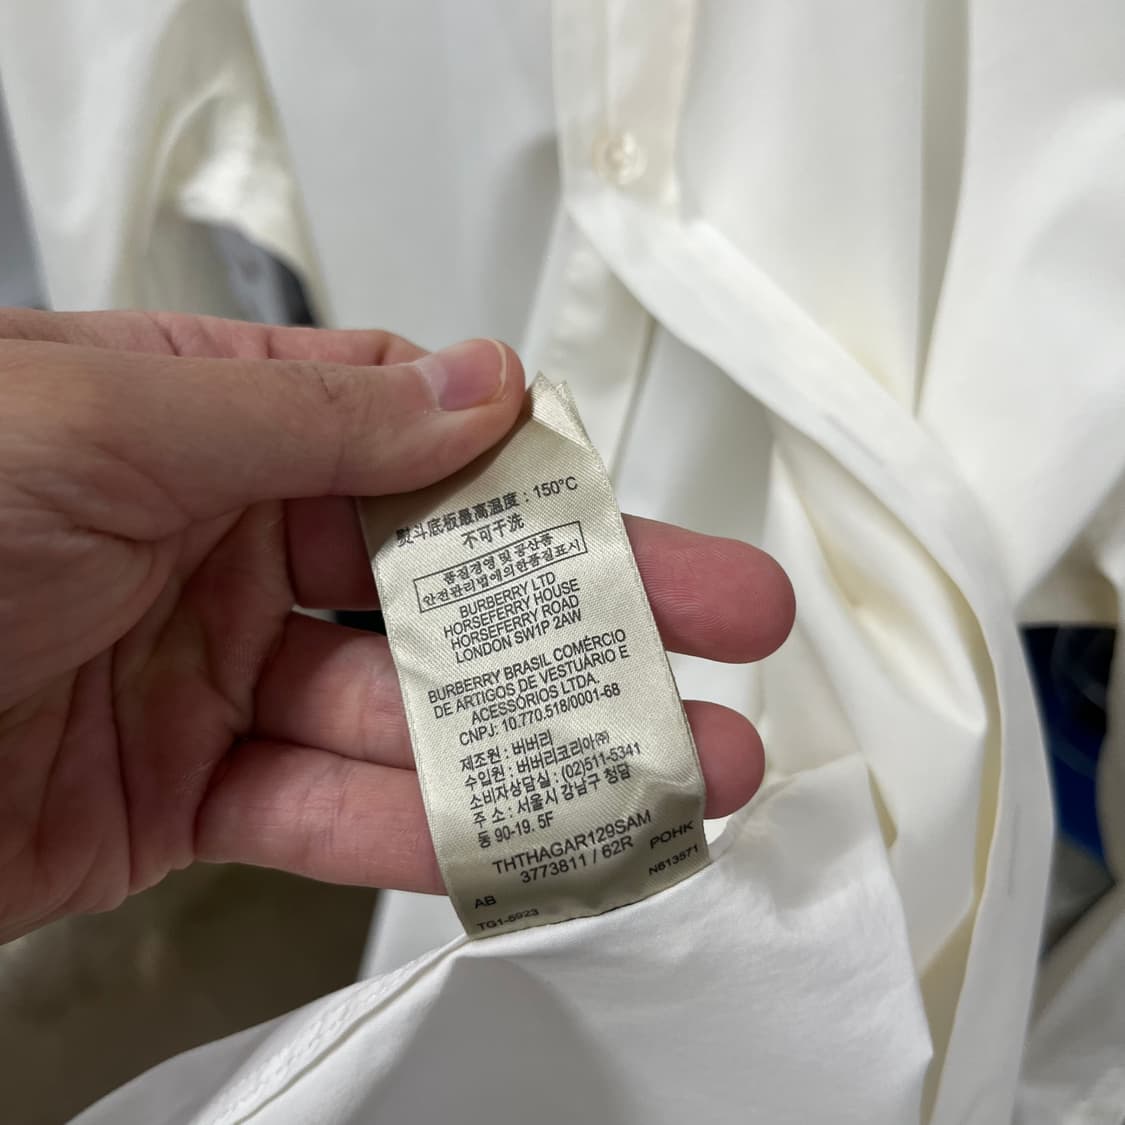 熨斗底板最高温度 : 150°C
不可干洗
품질경영 및 공산품
안전관리법에의한품질표시
BURBERRY LTD
HORSEFERRY HOUSE
HORSEFERRY ROAD
LONDON SW1P 2AW
BURBERRY BRASIL COMÉRCIO
DE ARTIGOS DE VESTUÁRIO E
ACESSÓRIOS LTDA.
CNPJ: 10.770.518/0001-68
제조원 : 버버리
수입원 : 버버리코리아㈜
소비자상담실 : (02)511-5341
주 소 : 서울시 강남구 청담
동 90-19. 5F
THTHAGAR129SAM
3773811 / 62R POHK
AB N613571
TG1-5923